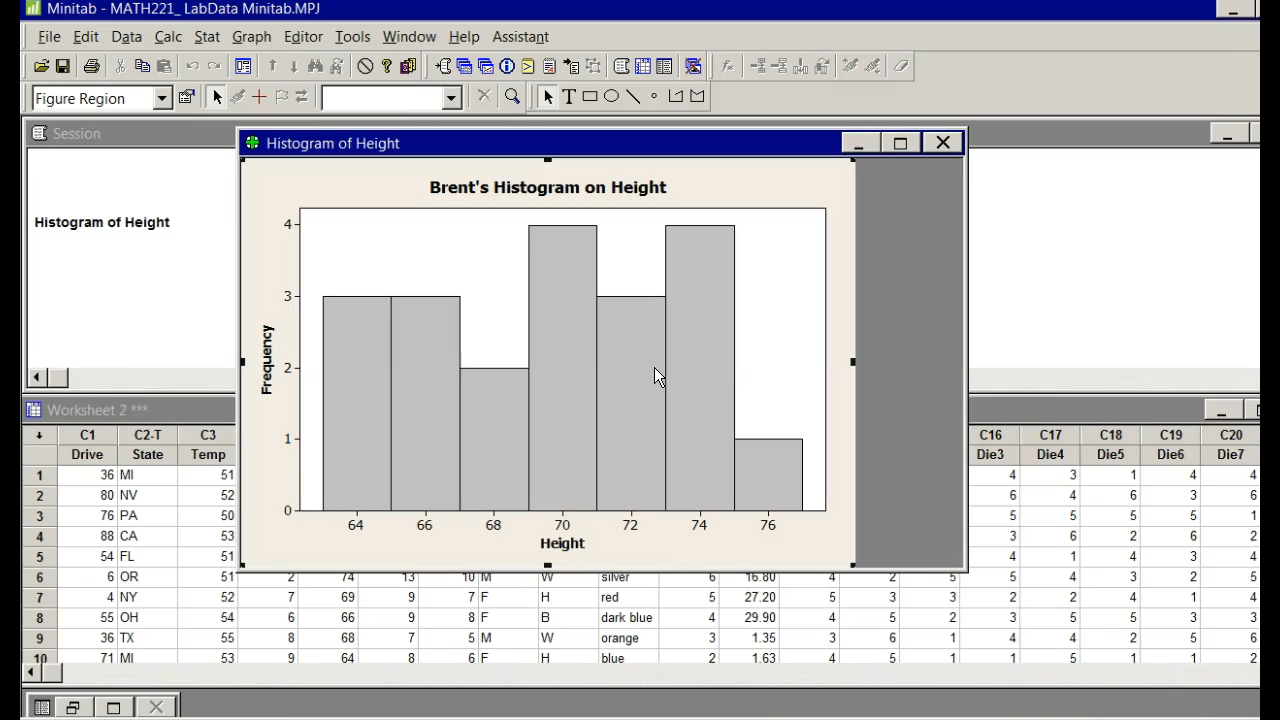 Minitab - MATH221_ LabData Minitab.MPJ
File Edit Data Calc Stat Graph Editor Tools Window Help Assistant
Figure Region
Session
Histogram of Height
Histogram of Height
Brent's Histogram on Height
4
3
2
1
0
Frequency
64 66 68 70 72 74 76
Height
Worksheet 2 ***
C1 C2-T C3 C16 C17 C18 C19 C20
Drive State Temp Die3 Die4 Die5 Die6 Die7
1 36 MI 51 4 3 1 4 4
2 80 NV 52 6 4 6 3 6
3 76 PA 50 5 5 5 5 1
4 88 CA 53 3 6 2 6 2
5 54 FL 51 4 1 4 3 4
6 6 OR 51 2 74 13 10 M W silver 6 16.80 4 2 5 5 4 3 2 5
7 4 NY 52 7 69 9 7 F H red 5 27.20 5 3 3 2 2 4 1 4
8 55 OH 54 6 66 9 8 F B dark blue 4 29.90 4 5 2 3 5 5 3 3
9 36 TX 55 8 68 7 5 M W orange 3 1.35 3 6 1 4 4 2 5 6
10 71 MI 53 9 64 8 6 F H blue 2 1.63 4 5 1 1 5 1 1 2